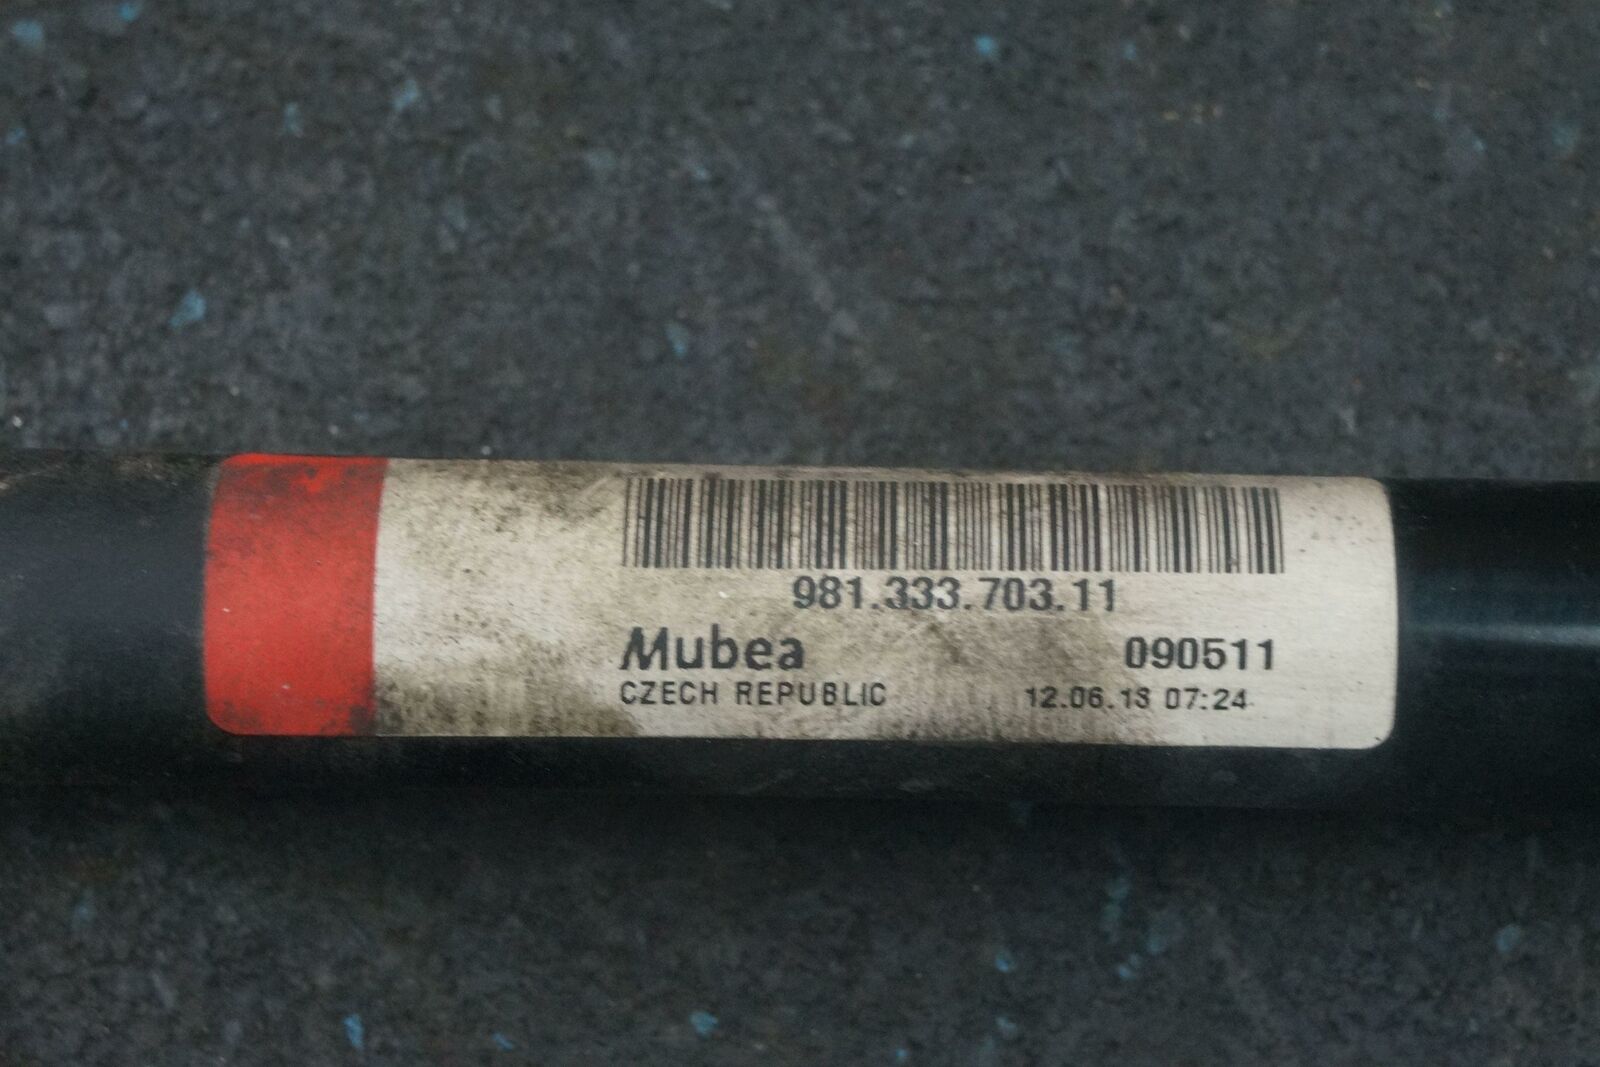 981.333.703.11
Mubea 090511
CZECH REPUBLIC 12.06.13 07:24